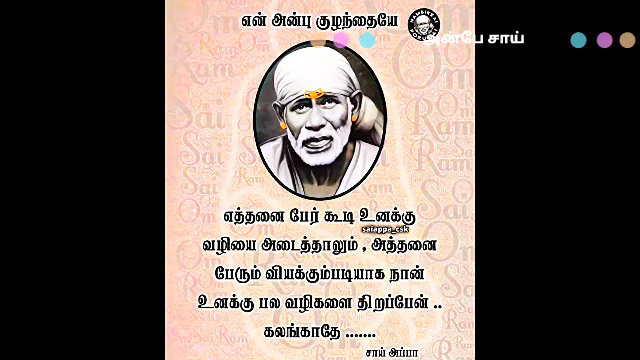 என் அன்பு குழந்தையே
அன்பே சாய்
எத்தனை பேர் கூடி உனக்கு
saiappa_csk
வழியை அடைத்தாலும் , அத்தனை
பேரும் வியக்கும்படியாக நான்
உனக்கு பல வழிகளை திறப்பேன் ..
கலங்காதே .......
சாய் அப்பா